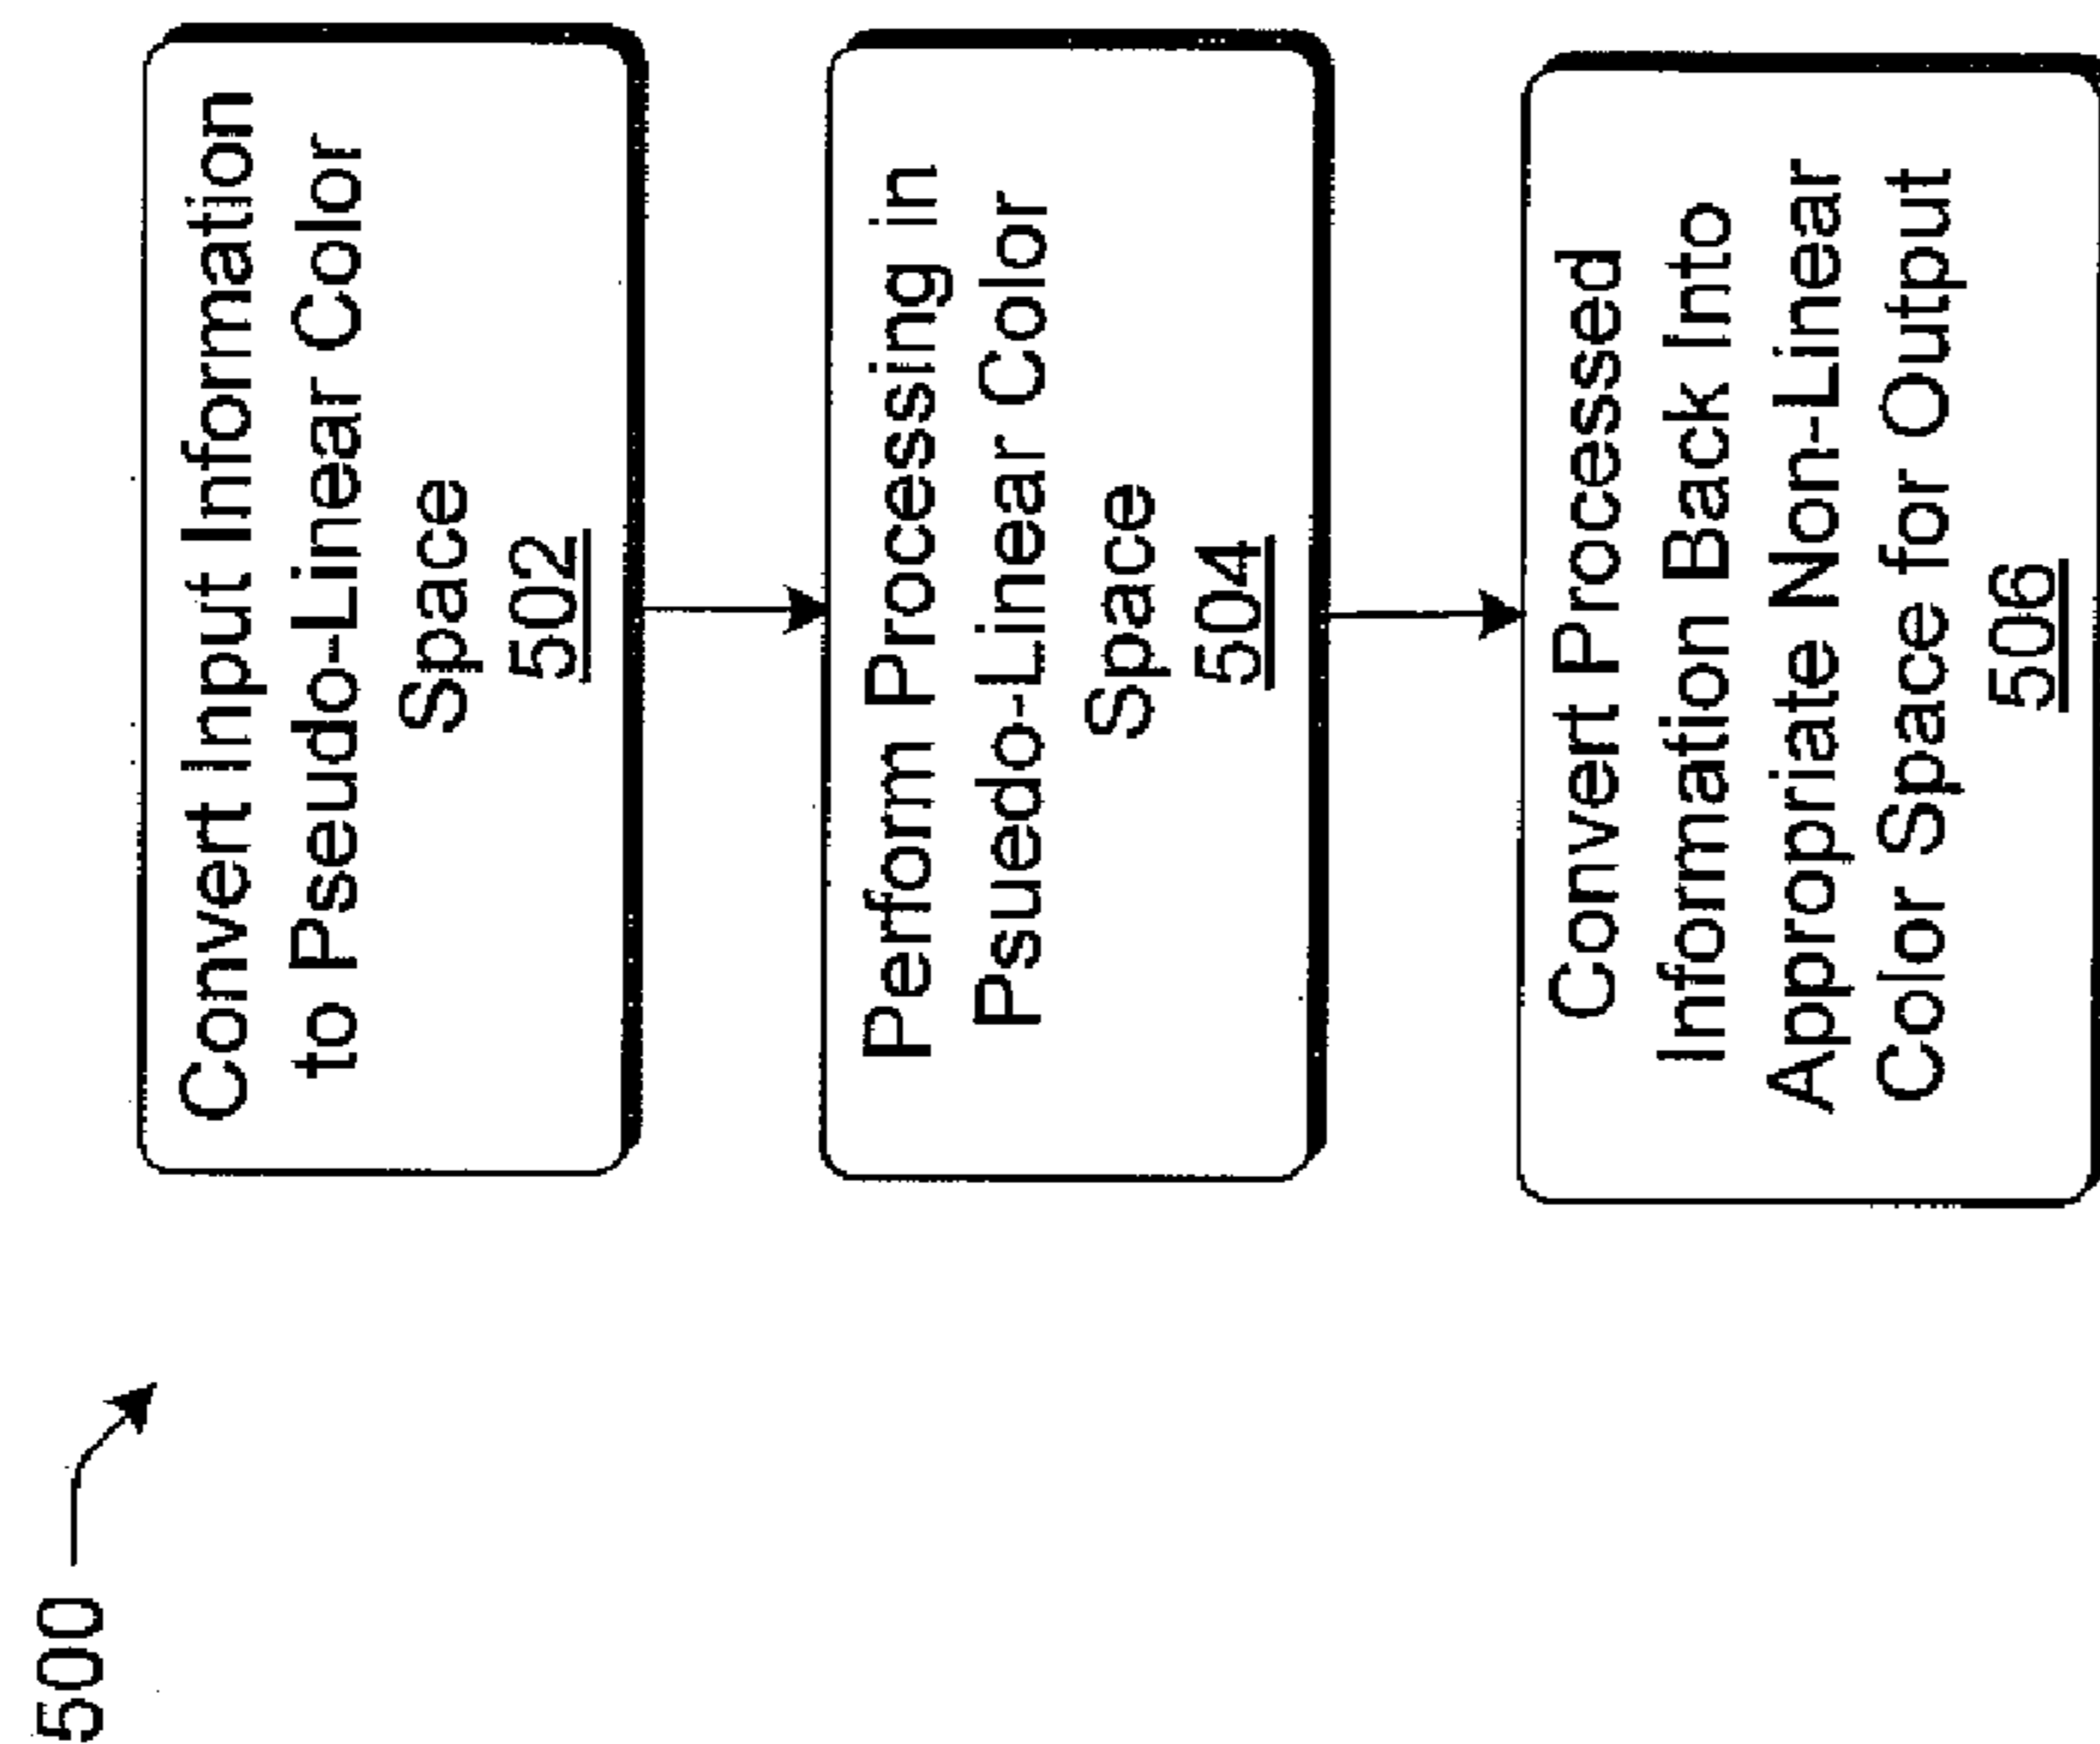 500
Convert Input Information
to Pseudo-Linear Color
Space
502
Perform Processing in
Psuedo-Linear Color
Space
504
Convert Processed
Information Back Into
Appropriate Non-Linear
Color Space for Output
506